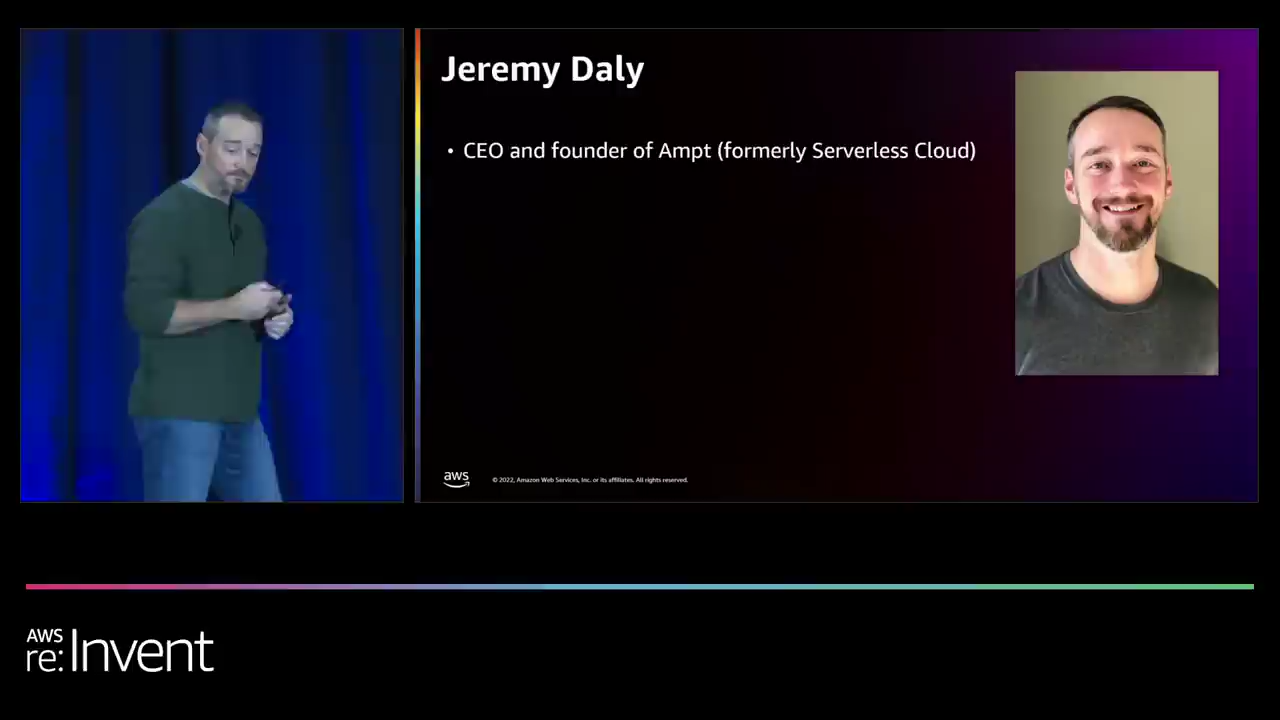 Jeremy Daly
• CEO and founder of Ampt (formerly Serverless Cloud)
aws
© 2022, Amazon Web Services, Inc. or its affiliates. All rights reserved.
AWS
re:Invent